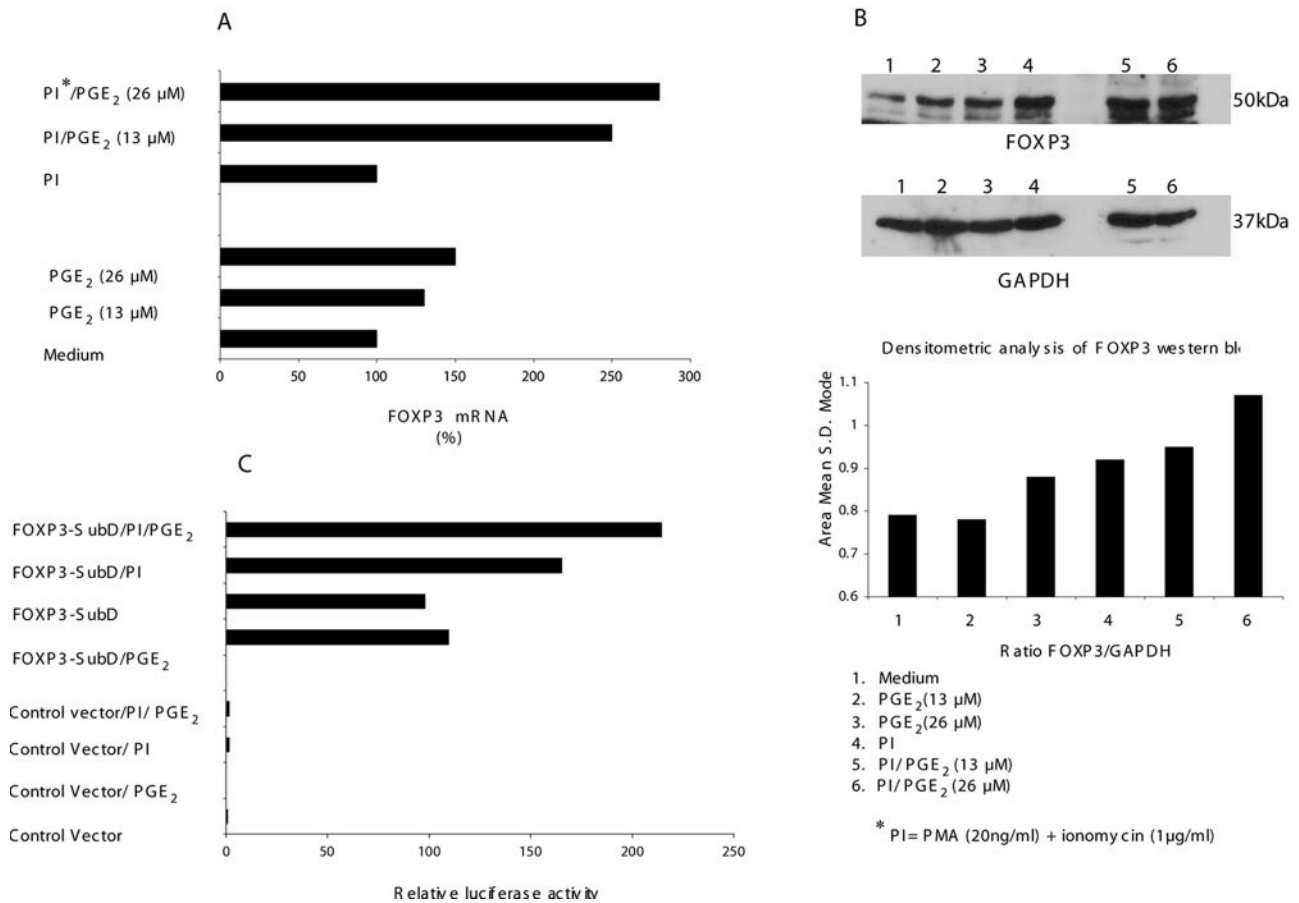 A
PI*/PGE2 (26 µM)
PI/PGE2 (13 µM)
PI
PGE2 (26 µM)
PGE2 (13 µM)
Medium
0 50 100 150 200 250 300
FOXP3 mRNA
(%)
B
1 2 3 4 5 6
50kDa
FOXP3
1 2 3 4 5 6
37kDa
GAPDH
Densitometric analysis of FOXP3 western
Area Mean S.D. Mode
1.1
1
0.9
0.8
0.7
0.6
1 2 3 4 5 6
Ratio FOXP3/GAPDH
1. Medium
2. PGE2(13 µM)
3. PGE2(26 µM)
4. PI
5. PI/PGE2 (13 µM)
6. PI/PGE2 (26 µM)
* PI= PMA (20ng/ml) + ionomycin (1µg/ml)
C
FOXP3-SubD/PI/PGE2
FOXP3-SubD/PI
FOXP3-SubD
FOXP3-SubD/PGE2
Control vector/PI/ PGE2
Control Vector/ PI
Control Vector/ PGE2
Control Vector
0 50 100 150 200 250
Relative luciferase activity